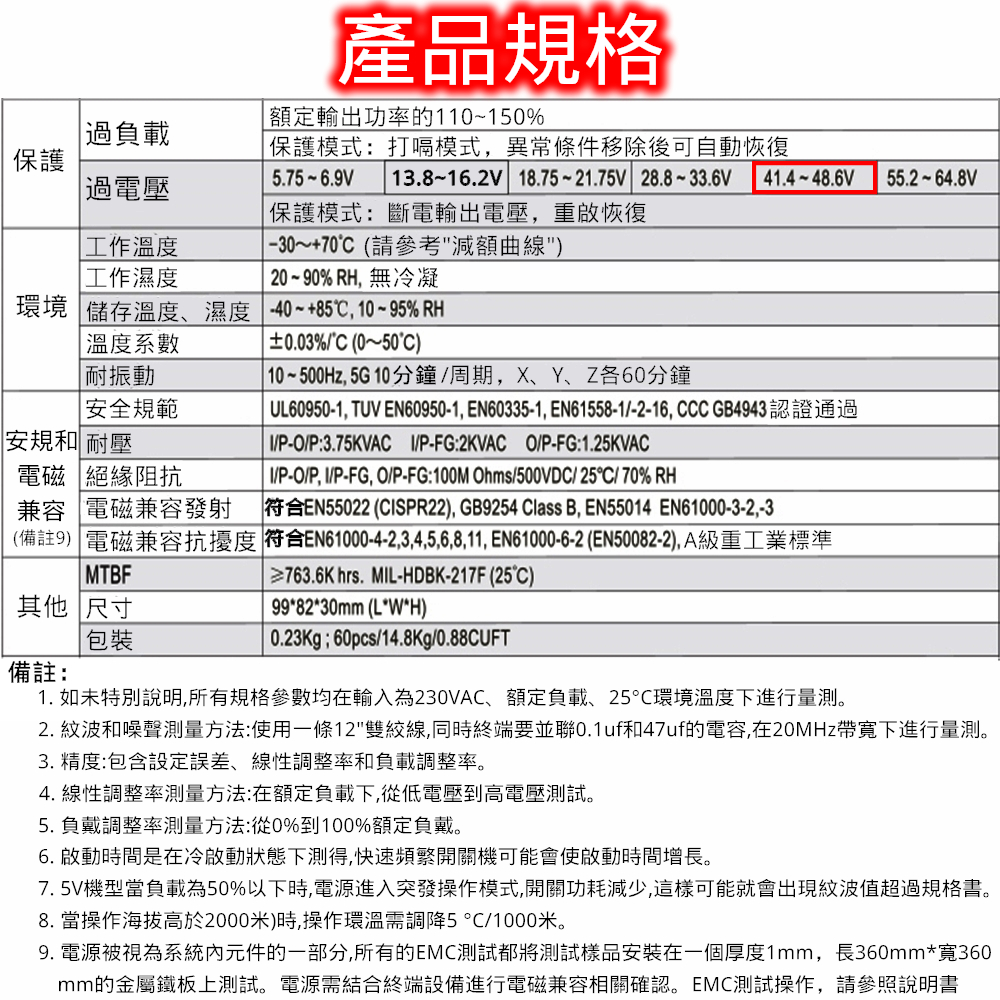 產品規格
保護
過負載
額定輸出功率的110~150%
保護模式：打嗝模式，異常條件移除後可自動恢復
過電壓
5.75 ~ 6.9V 13.8~16.2V 18.75 ~ 21.75V 28.8 ~ 33.6V 41.4 ~ 48.6V 55.2 ~ 64.8V
保護模式：斷電輸出電壓，重啟恢復
環境
工作溫度 -30～+70℃ (請參考"減額曲線")
工作濕度 20 ~ 90% RH, 無冷凝
儲存溫度、濕度 -40 ~ +85℃, 10 ~ 95% RH
溫度系數 ±0.03%/℃ (0～50℃)
耐振動 10 ~ 500Hz, 5G 10分鐘 /周期，X、Y、Z各60分鐘
安規和
電磁
兼容
(備註9)
安全規範 UL60950-1, TUV EN60950-1, EN60335-1, EN61558-1/-2-16, CCC GB4943 認證通過
耐壓 I/P-O/P:3.75KVAC I/P-FG:2KVAC O/P-FG:1.25KVAC
絕緣阻抗 I/P-O/P, I/P-FG, O/P-FG:100M Ohms/500VDC/ 25℃/ 70% RH
電磁兼容發射 符合EN55022 (CISPR22), GB9254 Class B, EN55014 EN61000-3-2,-3
電磁兼容抗擾度 符合EN61000-4-2,3,4,5,6,8,11, EN61000-6-2 (EN50082-2), A級重工業標準
其他
MTBF ≥763.6K hrs. MIL-HDBK-217F (25℃)
尺寸 99*82*30mm (L*W*H)
包裝 0.23Kg ; 60pcs/14.8Kg/0.88CUFT
備註：
1. 如未特別說明,所有規格參數均在輸入為230VAC、額定負載、25°C環境溫度下進行量測。
2. 紋波和噪聲測量方法:使用一條12"雙絞線,同時終端要並聯0.1uf和47uf的電容,在20MHz帶寬下進行量測。
3. 精度:包含設定誤差、線性調整率和負載調整率。
4. 線性調整率測量方法:在額定負載下,從低電壓到高電壓測試。
5. 負戴調整率測量方法:從0%到100%額定負戴。
6. 啟動時間是在冷啟動狀態下測得,快速頻繁開關機可能會使啟動時間增長。
7. 5V機型當負載為50%以下時,電源進入突發操作模式,開關功耗減少,這樣可能就會出現紋波值超過規格書。
8. 當操作海拔高於2000米)時,操作環溫需調降5 °C/1000米。
9. 電源被視為系統內元件的一部分,所有的EMC測試都將測試樣品安裝在一個厚度1mm，長360mm*寬360
mm的金屬鐵板上測試。電源需結合終端設備進行電磁兼容相關確認。EMC測試操作，請參照說明書